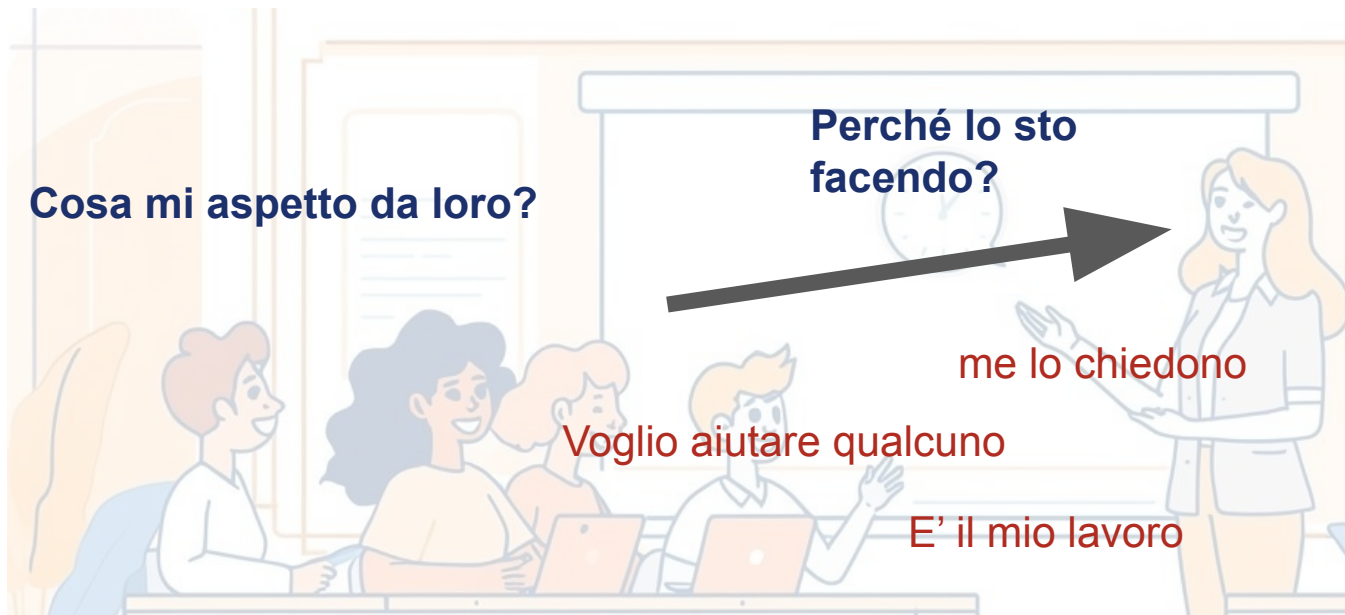 Perché lo sto
facendo?
Cosa mi aspetto da loro?
me lo chiedono
Voglio aiutare qualcuno
E’ il mio lavoro